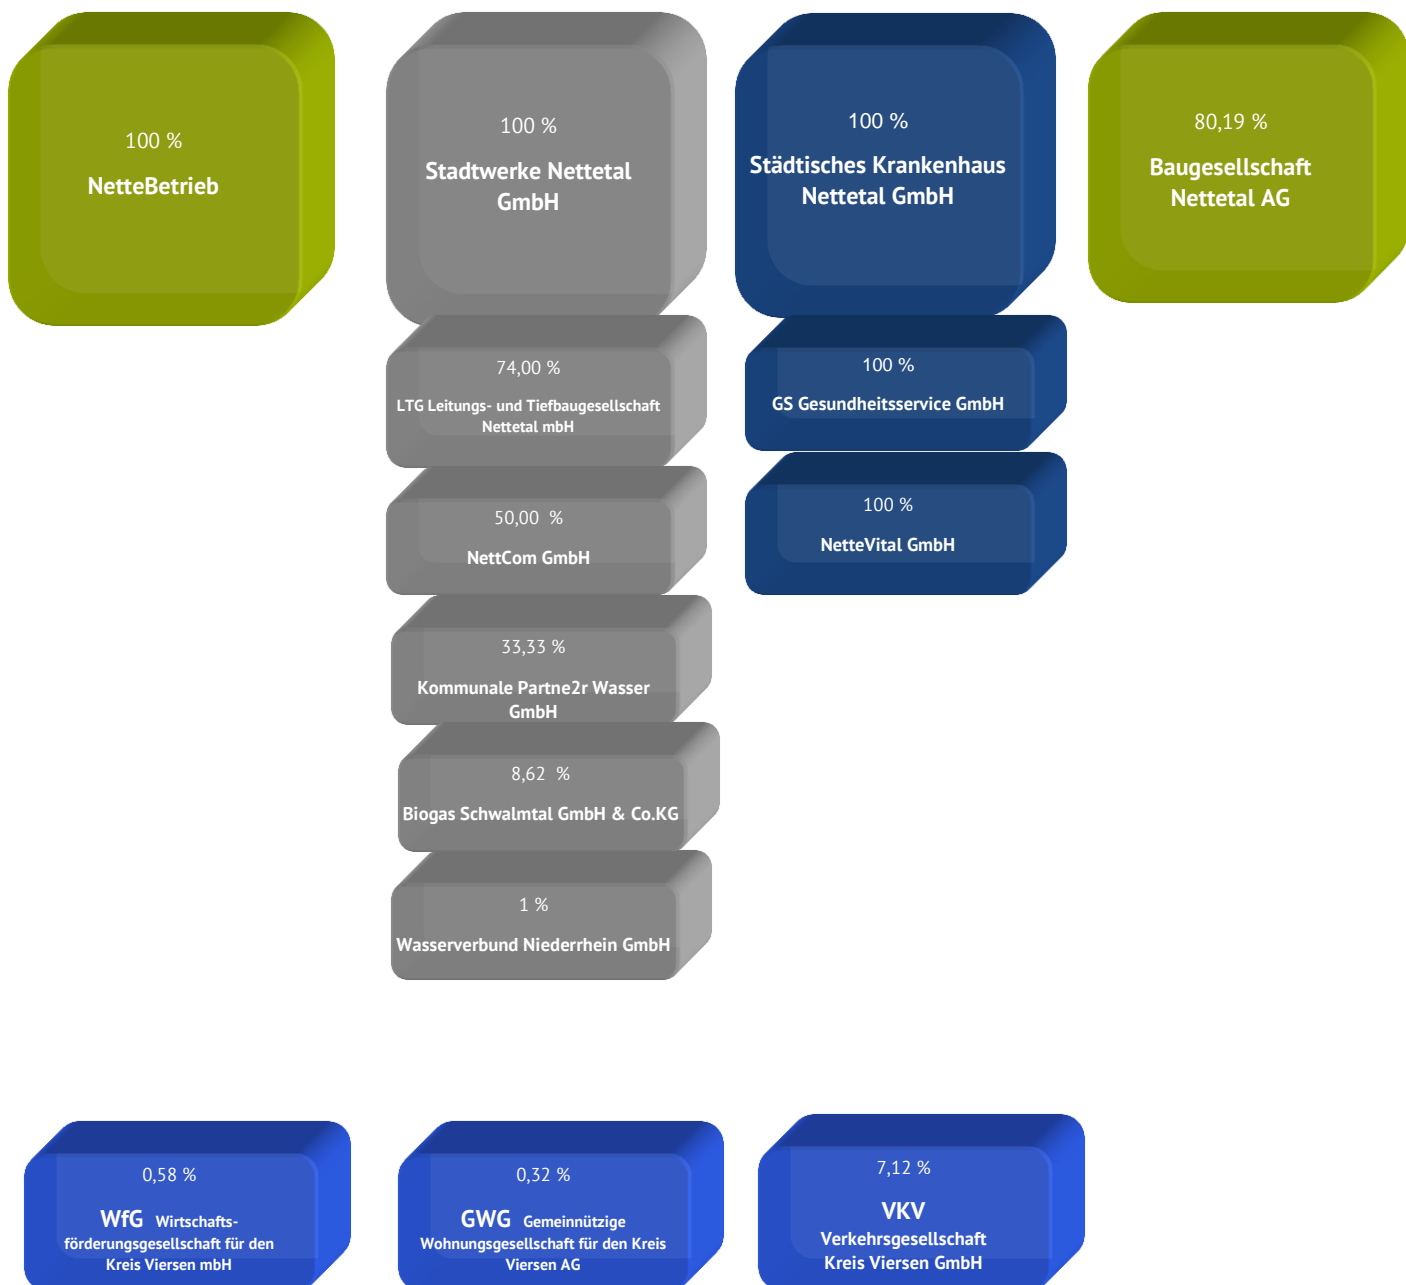 100 %
NetteBetrieb
100 %
Stadtwerke Nettetal
GmbH
100 %
Städtisches Krankenhaus
Nettetal GmbH
80,19 %
Baugesellschaft
Nettetal AG
74,00 %
LTG Leitungs- und Tiefbaugesellschaft
Nettetal mbH
50,00 %
NettCom GmbH
33,33 %
Kommunale Partne2r Wasser
GmbH
8,62 %
Biogas Schwalmtal GmbH & Co.KG
1 %
Wasserverbund Niederrhein GmbH
100 %
GS Gesundheitsservice GmbH
100 %
NetteVital GmbH
0,58 %
WfG Wirtschafts-
förderungsgesellschaft für den
Kreis Viersen mbH
0,32 %
GWG Gemeinnützige
Wohnungsgesellschaft für den Kreis
Viersen AG
7,12 %
VKV
Verkehrsgesellschaft
Kreis Viersen GmbH